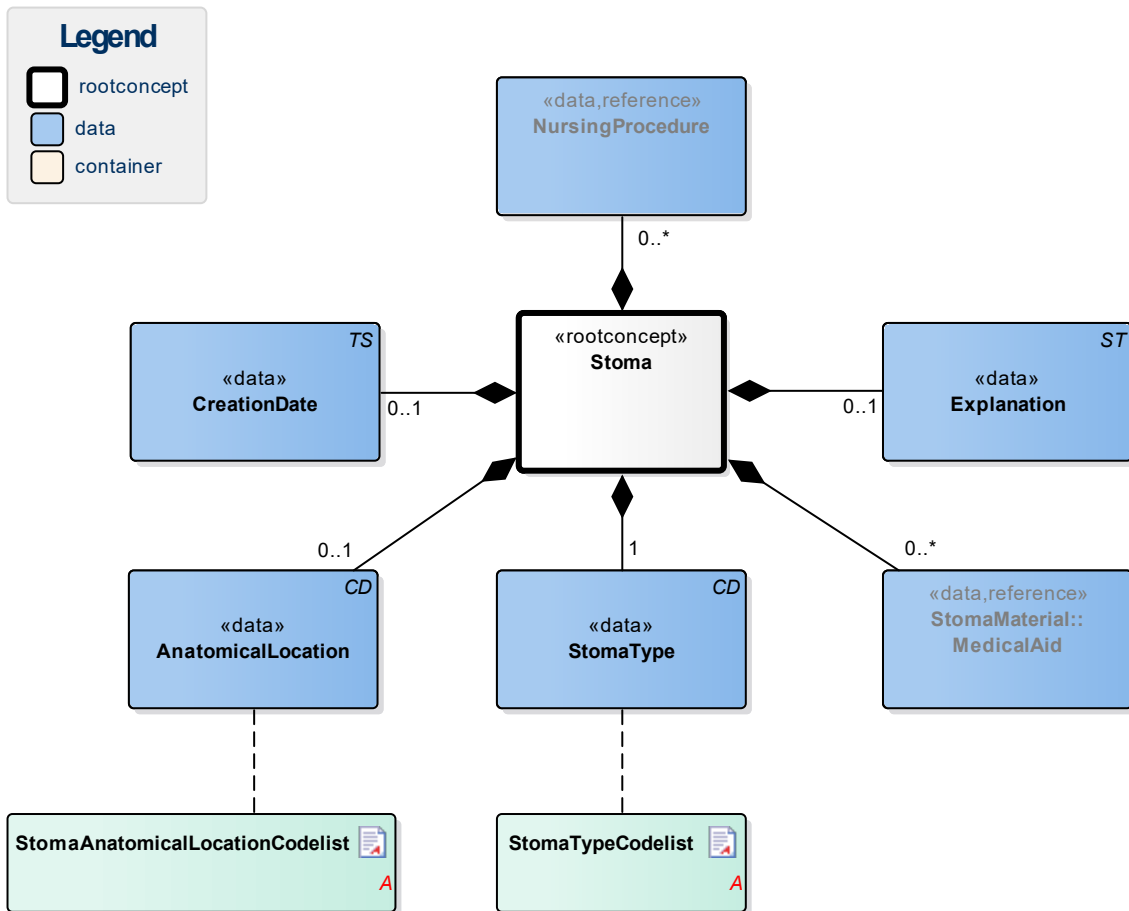 Legend
rootconcept
data
container
«data,reference»
NursingProcedure
0..*
TS
«data»
CreationDate
0..1
«rootconcept»
Stoma
ST
«data»
Explanation
0..1
0..1
1
0..*
CD
«data»
AnatomicalLocation
CD
«data»
StomaType
«data,reference»
StomaMaterial::
MedicalAid
StomaAnatomicalLocationCodelist
A
StomaTypeCodelist
A